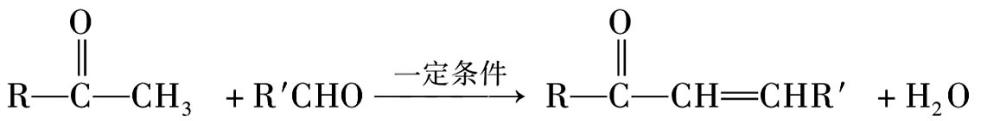 O O
R—C—CH₃ + R′CHO 一定条件 R—C—CH=CHR′ + H₂O